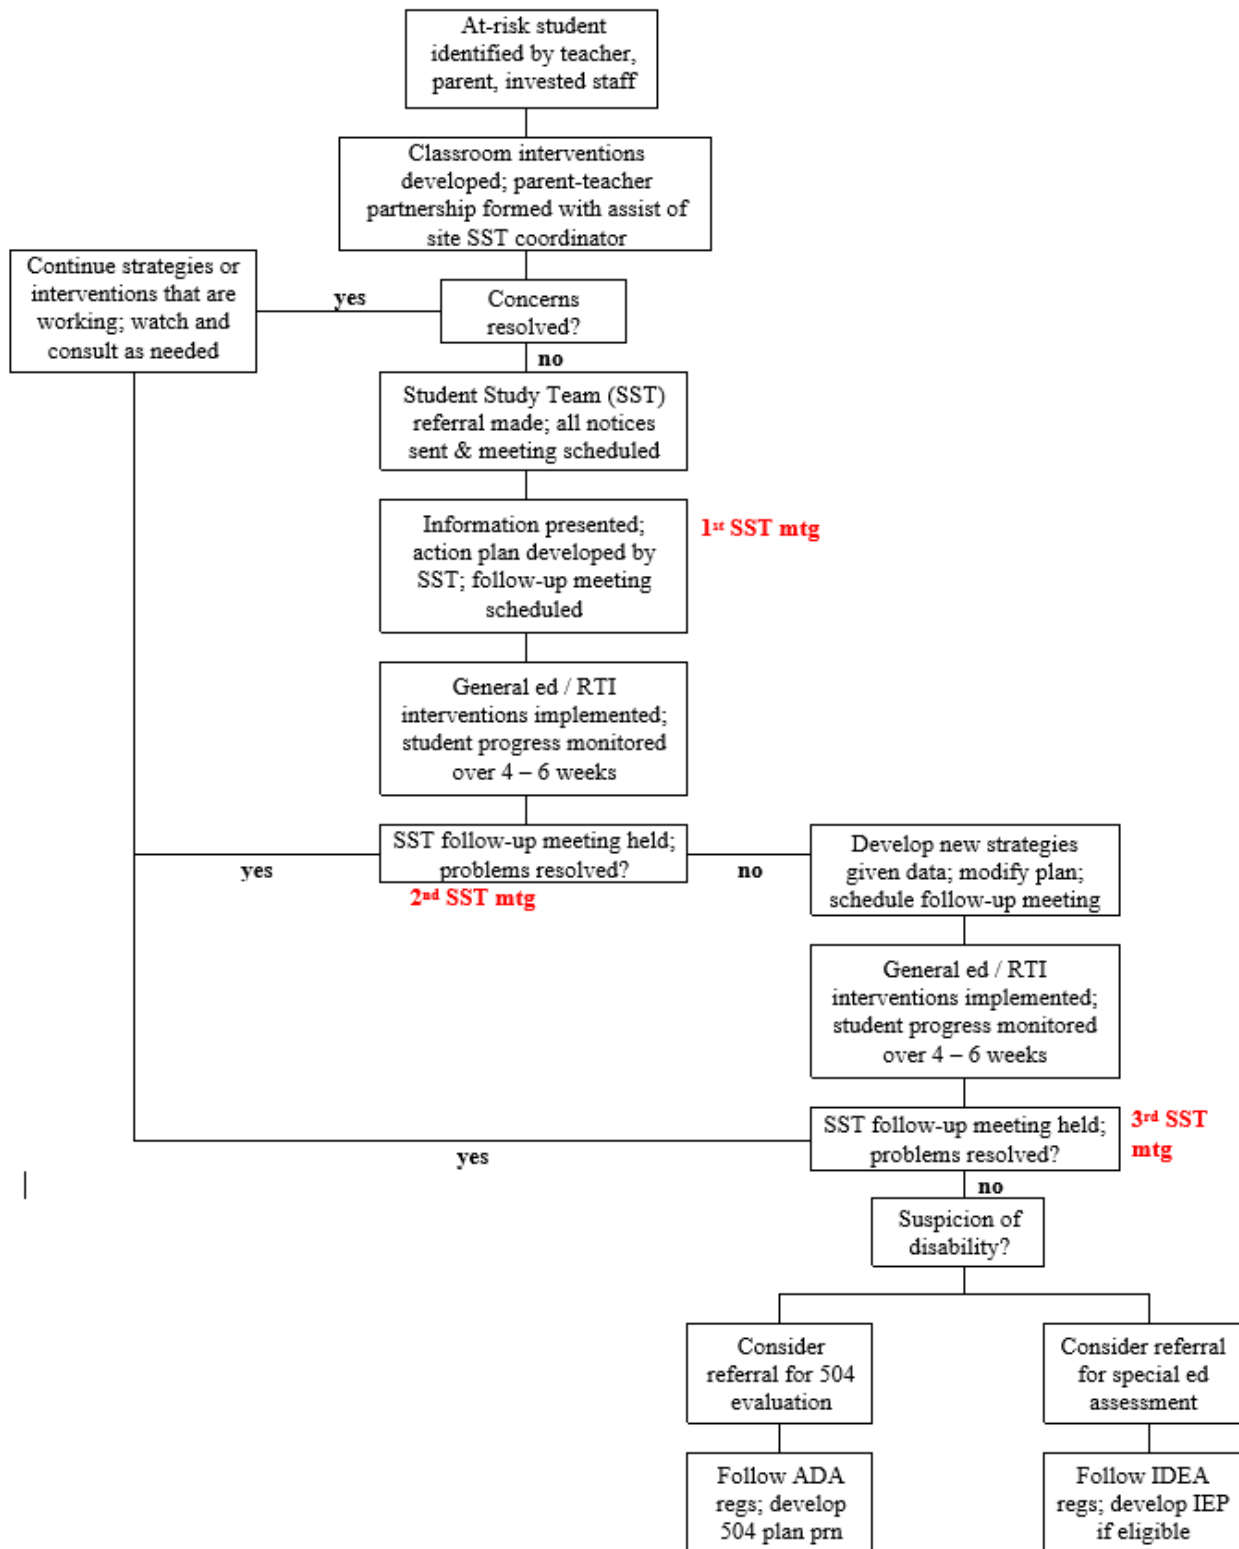 At-risk student
identified by teacher,
parent, invested staff
Classroom interventions
developed; parent-teacher
partnership formed with assist of
site SST coordinator
Continue strategies or
interventions that are
working; watch and
consult as needed
yes
Concerns
resolved?
no
Student Study Team (SST)
referral made; all notices
sent & meeting scheduled
Information presented;
action plan developed by
SST; follow-up meeting
scheduled
1st SST mtg
General ed / RTI
interventions implemented;
student progress monitored
over 4 – 6 weeks
SST follow-up meeting held;
problems resolved?
yes
no
2nd SST mtg
Develop new strategies
given data; modify plan;
schedule follow-up meeting
General ed / RTI
interventions implemented;
student progress monitored
over 4 – 6 weeks
SST follow-up meeting held;
problems resolved?
3rd SST
mtg
yes
no
Suspicion of
disability?
Consider
referral for 504
evaluation
Consider referral
for special ed
assessment
Follow ADA
regs; develop
504 plan prn
Follow IDEA
regs; develop IEP
if eligible